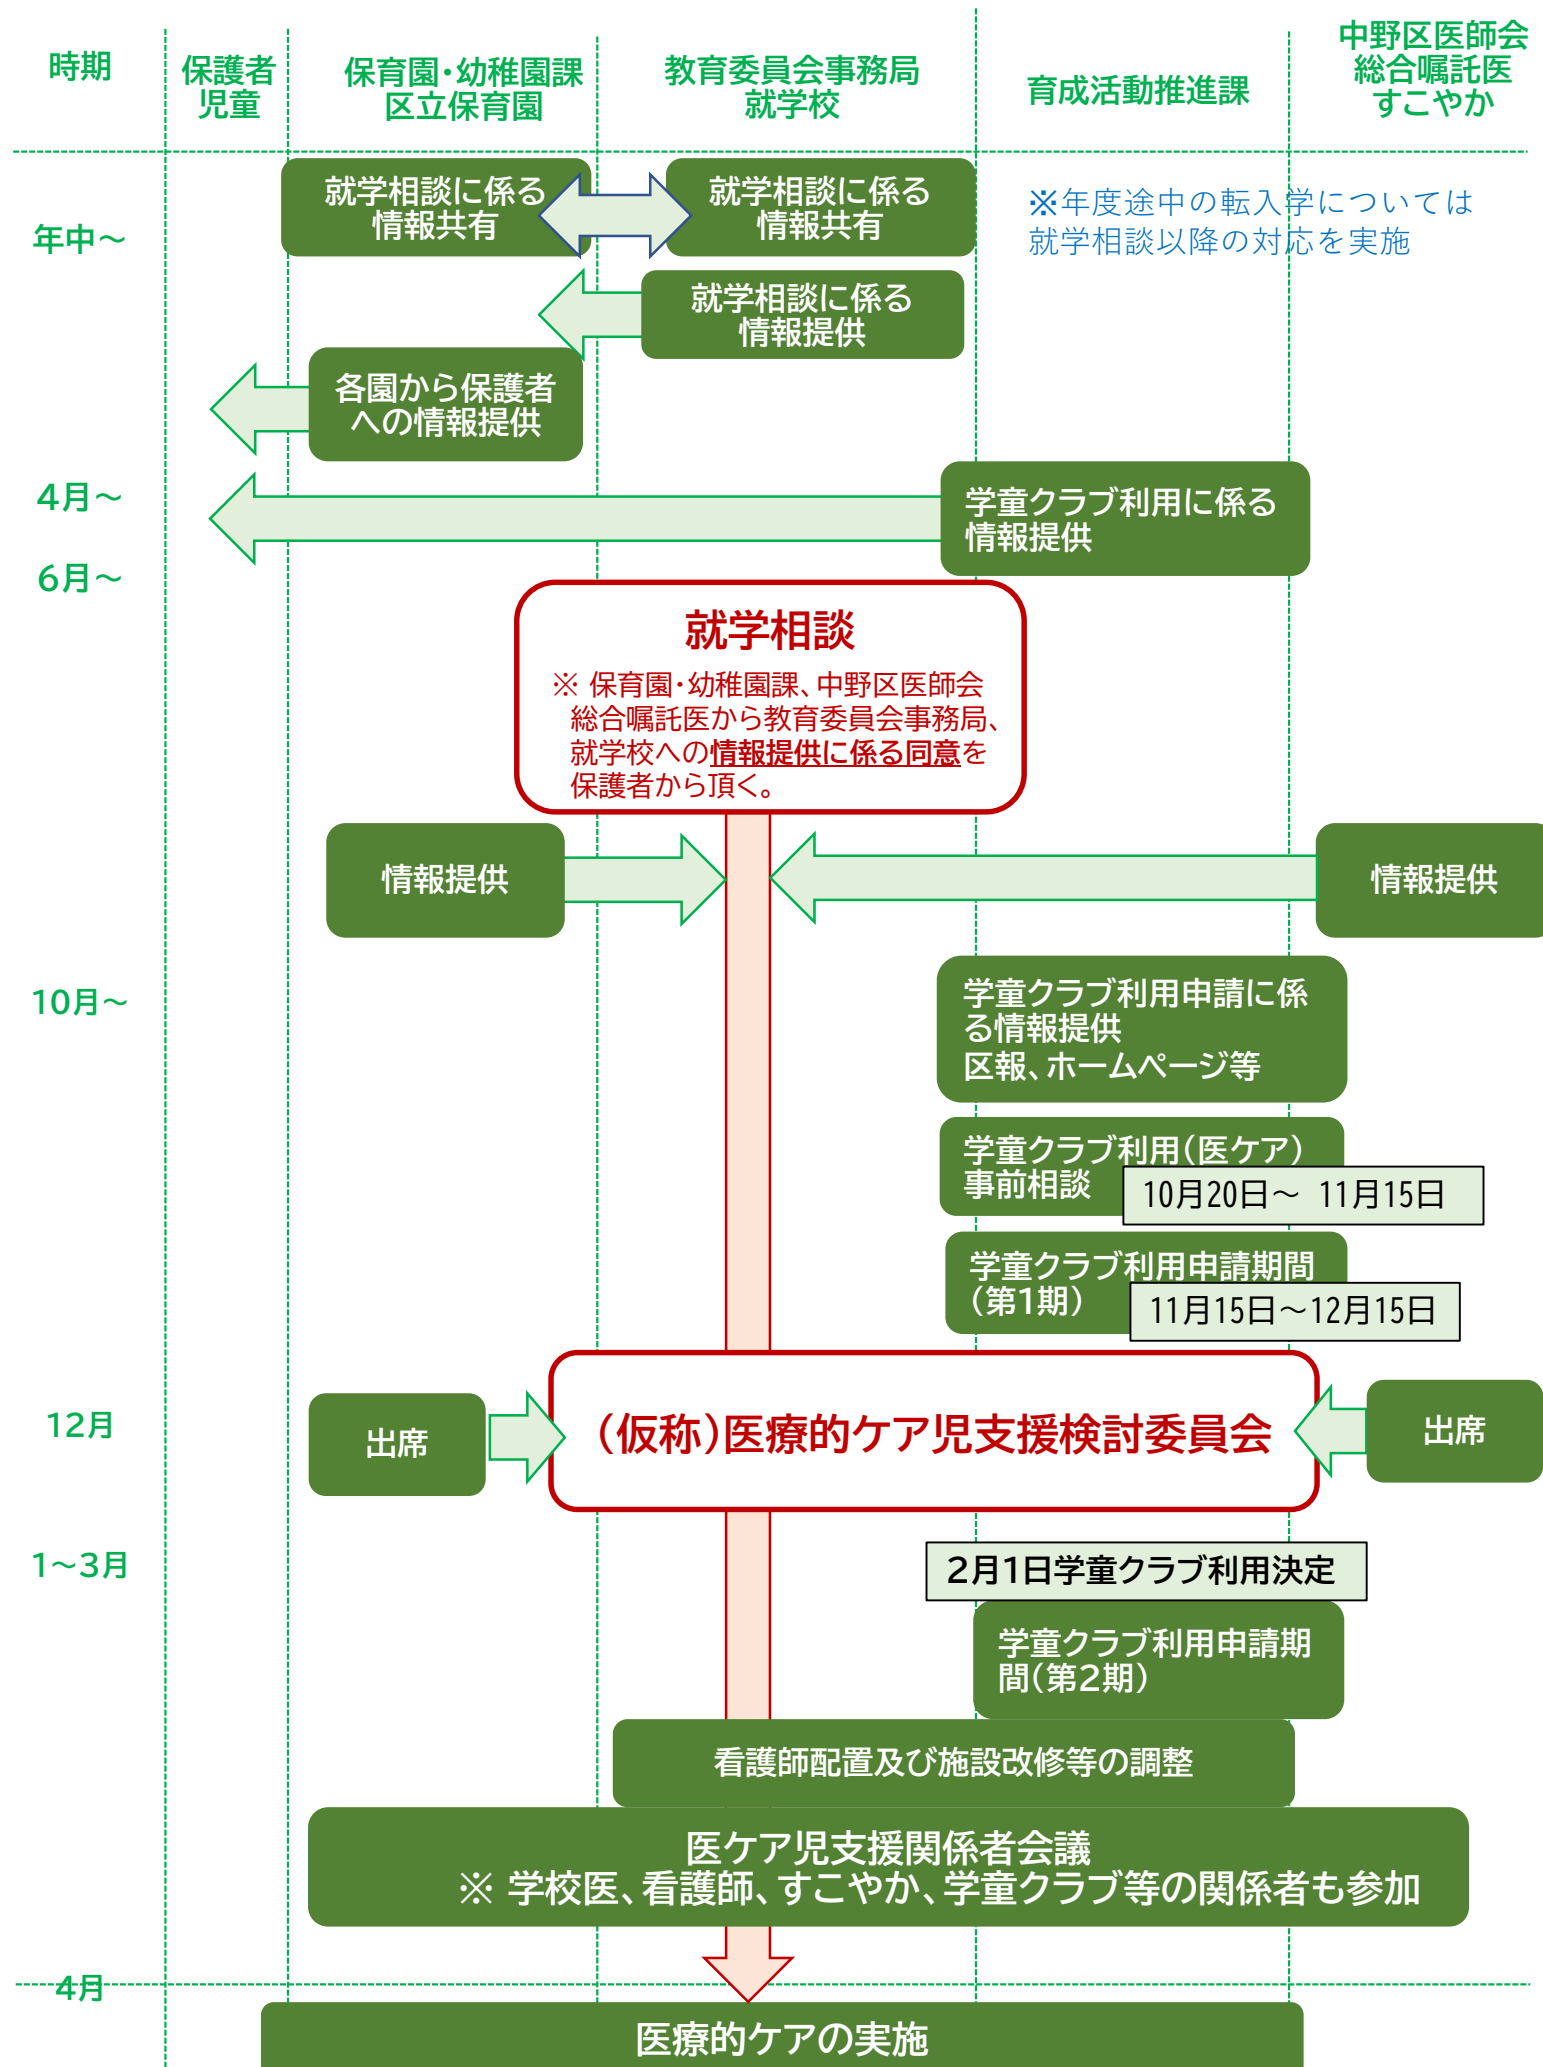 時期
保護者
児童
保育園・幼稚園課
区立保育園
教育委員会事務局
就学校
育成活動推進課
中野区医師会
総合嘱託医
すこやか
年中～
就学相談に係る
情報共有
就学相談に係る
情報共有
※年度途中の転入学については
就学相談以降の対応を実施
就学相談に係る
情報提供
各園から保護者
への情報提供
4月～
学童クラブ利用に係る
情報提供
6月～
就学相談
※ 保育園・幼稚園課、中野区医師会
総合嘱託医から教育委員会事務局、
就学校への情報提供に係る同意を
保護者から頂く。
情報提供
情報提供
10月～
学童クラブ利用申請に係
る情報提供
区報、ホームページ等
学童クラブ利用（医ケア）
事前相談
10月20日～ 11月15日
学童クラブ利用申請期間
（第1期）
11月15日～12月15日
12月
出席
（仮称）医療的ケア児支援検討委員会
出席
1～3月
2月1日学童クラブ利用決定
学童クラブ利用申請期
間（第2期）
看護師配置及び施設改修等の調整
医ケア児支援関係者会議
※ 学校医、看護師、すこやか、学童クラブ等の関係者も参加
4月
医療的ケアの実施